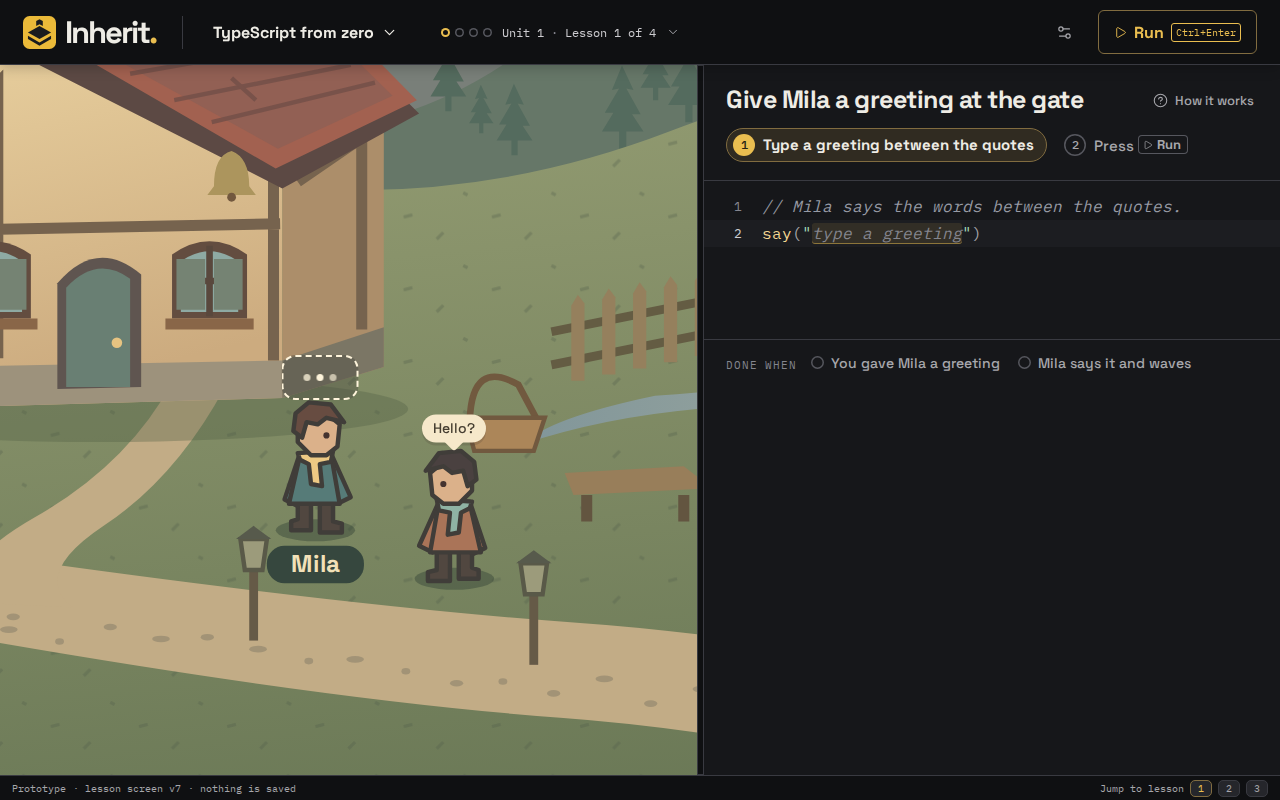 Inherit.
TypeScript from zero
Unit 1 · Lesson 1 of 4
Run Ctrl+Enter
Give Mila a greeting at the gate
How it works
1 Type a greeting between the quotes
2 Press Run
1 // Mila says the words between the quotes.
2 say("type a greeting")
DONE WHEN You gave Mila a greeting Mila says it and waves
Hello?
Mila
Prototype · lesson screen v7 · nothing is saved
Jump to lesson 1 2 3